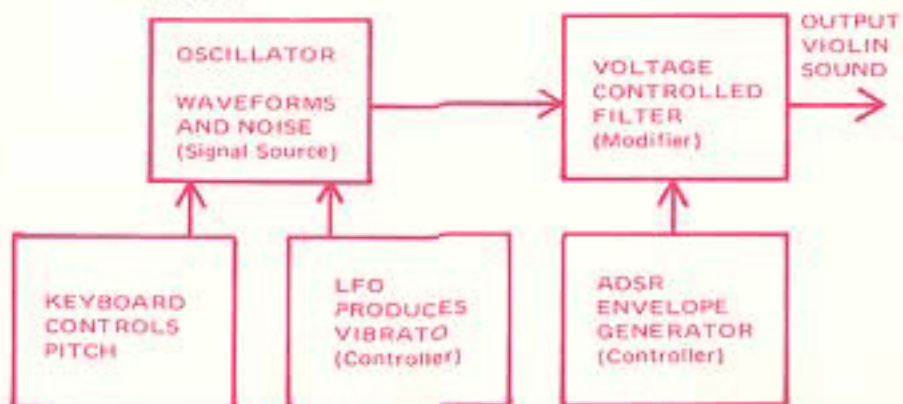 OSCILLATOR
WAVEFORMS
AND NOISE
(Signal Source)
VOLTAGE
CONTROLLED
FILTER
(Modifier)
OUTPUT
VIOLIN
SOUND
KEYBOARD
CONTROLS
PITCH
LFO
PRODUCES
VIBRATO
(Controller)
ADSR
ENVELOPE
GENERATOR
(Controller)